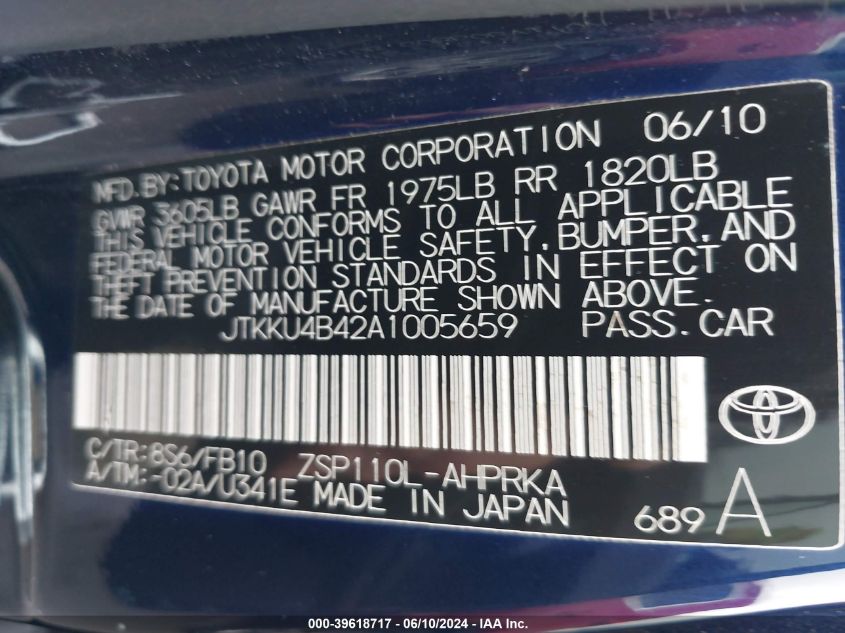 MFD.BY:TOYOTA MOTOR CORPORATION 06/10
GVWR 3605LB GAWR FR 1975LB RR 1820LB
THIS VEHICLE CONFORMS TO ALL APPLICABLE
FEDERAL MOTOR VEHICLE SAFETY,BUMPER,AND
THEFT PREVENTION STANDARDS IN EFFECT ON
THE DATE OF MANUFACTURE SHOWN ABOVE.
JTKKU4B42A1005659 PASS.CAR
C/TR:8S6/FB10 ZSP110L-AHPRKA
A/TM:-02A/U341E MADE IN JAPAN
689 A
000-39618717 - 06/10/2024 - IAA Inc.